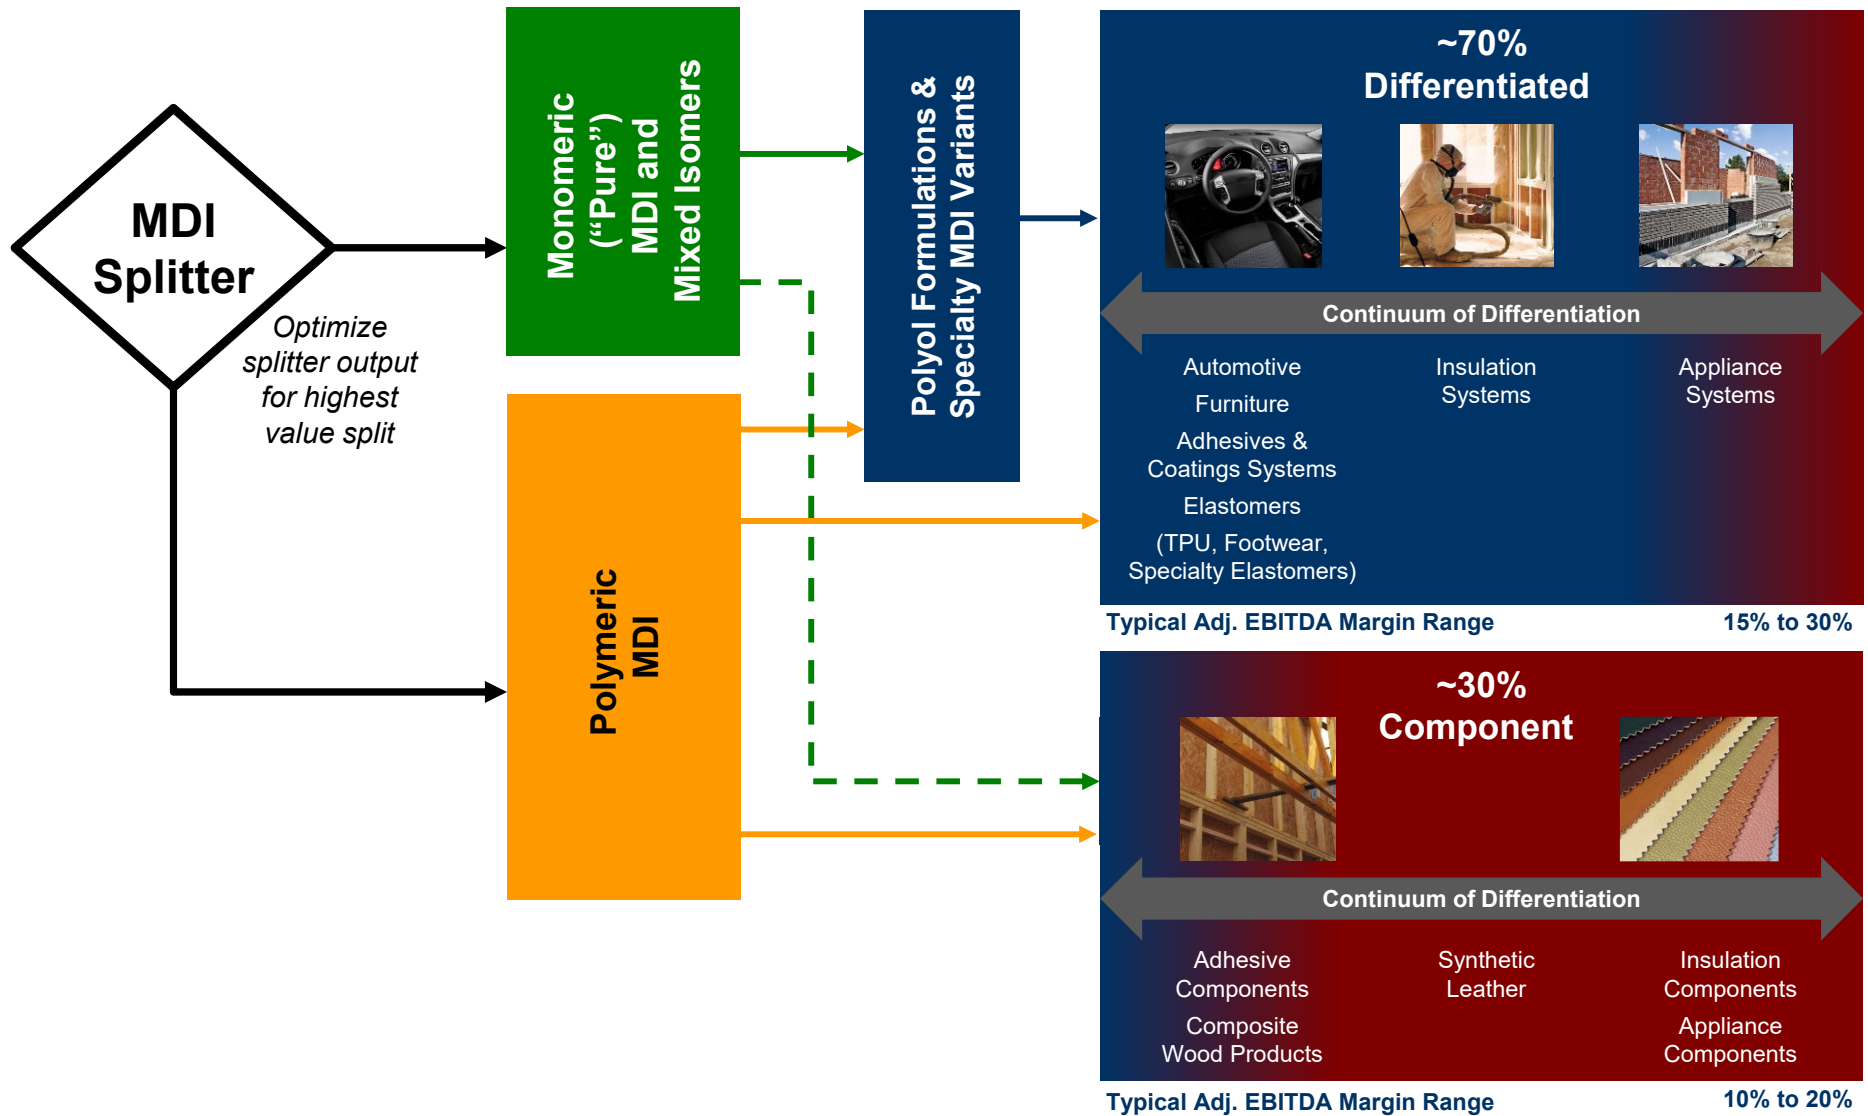 MDI
Splitter
Optimize
splitter output
for highest
value split
Monomeric
(“Pure”)
MDI and
Mixed Isomers
Polymeric
MDI
Polyol Formulations &
Specialty MDI Variants
~70%
Differentiated
Continuum of Differentiation
Automotive
Furniture
Adhesives &
Coatings Systems
Elastomers
(TPU, Footwear,
Specialty Elastomers)
Insulation
Systems
Appliance
Systems
Typical Adj. EBITDA Margin Range 15% to 30%
~30%
Component
Continuum of Differentiation
Adhesive
Components
Composite
Wood Products
Synthetic
Leather
Insulation
Components
Appliance
Components
Typical Adj. EBITDA Margin Range 10% to 20%